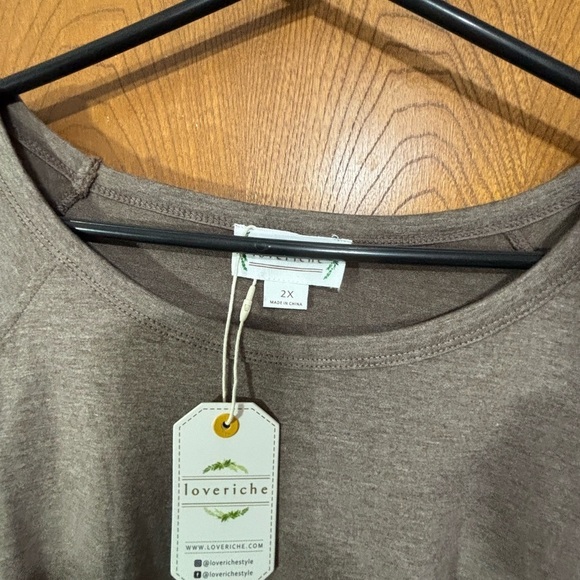 loveriche
2X
MADE IN CHINA
loveriche
WWW.LOVERICHE.COM
@loverichestyle
@loverichestyle